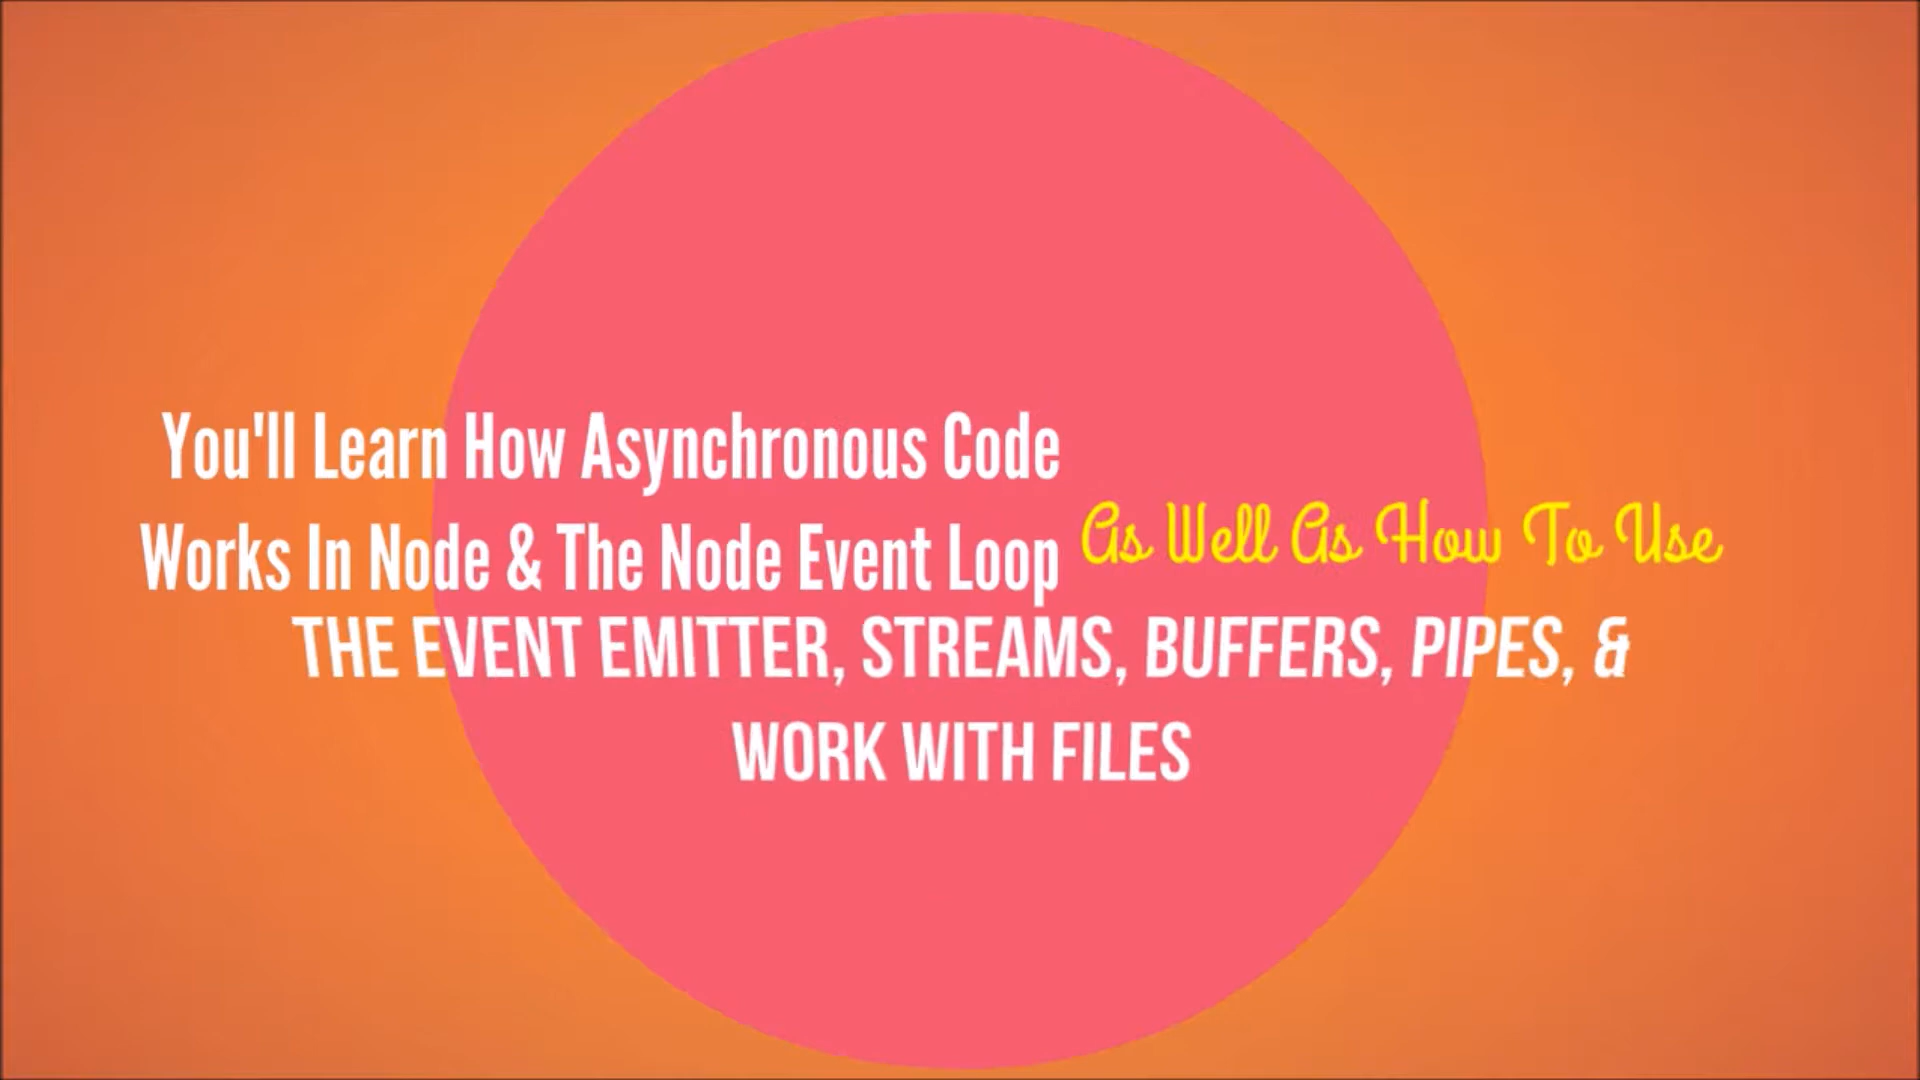 You'll Learn How Asynchronous Code
Works In Node & The Node Event Loop
As Well As How To Use
THE EVENT EMITTER, STREAMS, BUFFERS, PIPES, &
WORK WITH FILES